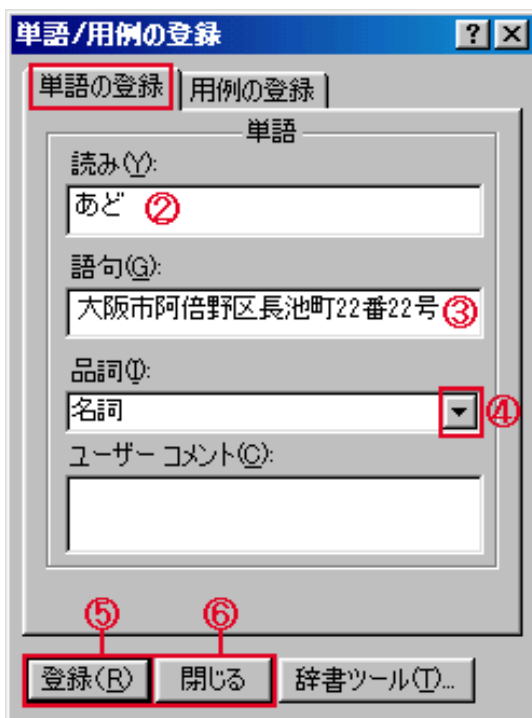 単語/用例の登録
単語の登録 用例の登録
単語
読み(Y):
あど ②
語句(G):
大阪市阿倍野区長池町22番22号 ③
品詞(I):
名詞 ④
ユーザー コメント(C):
⑤ ⑥
登録(R) 閉じる 辞書ツール(T)...